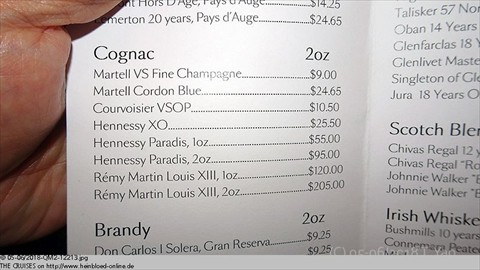 nt Hors D'Age, Pays d'Auge $14.25
Lemerton 20 years, Pays d'Auge $24.65
Cognac 2oz
Martell VS Fine Champagne $9.00
Martell Cordon Blue $24.65
Courvoisier VSOP $10.50
Hennessy XO $25.50
Hennessy Paradis, 1oz $55.00
Hennessy Paradis, 2oz $95.00
Rémy Martin Louis XIII, 1oz $120.00
Rémy Martin Louis XIII, 2oz $205.00
Brandy 2oz
Don Carlos I Solera, Gran Reserva $9.25
$9.25
Talisker 57 Nor
Oban 14 Years
Glenfarclas 18 Y
Glenlivet Maste
Singleton of Gle
Jura 18 Years O
Scotch Blen
Chivas Regal 12 y
Chivas Regal "Ro
Johnnie Walker "B
Johnnie Walker "
Irish Whiske
Bushmills 10 years
Connemara Peate
© 05-06/2018-QM2-12213.jpg
THE CRUISES on http://www.heinbloed-online.de